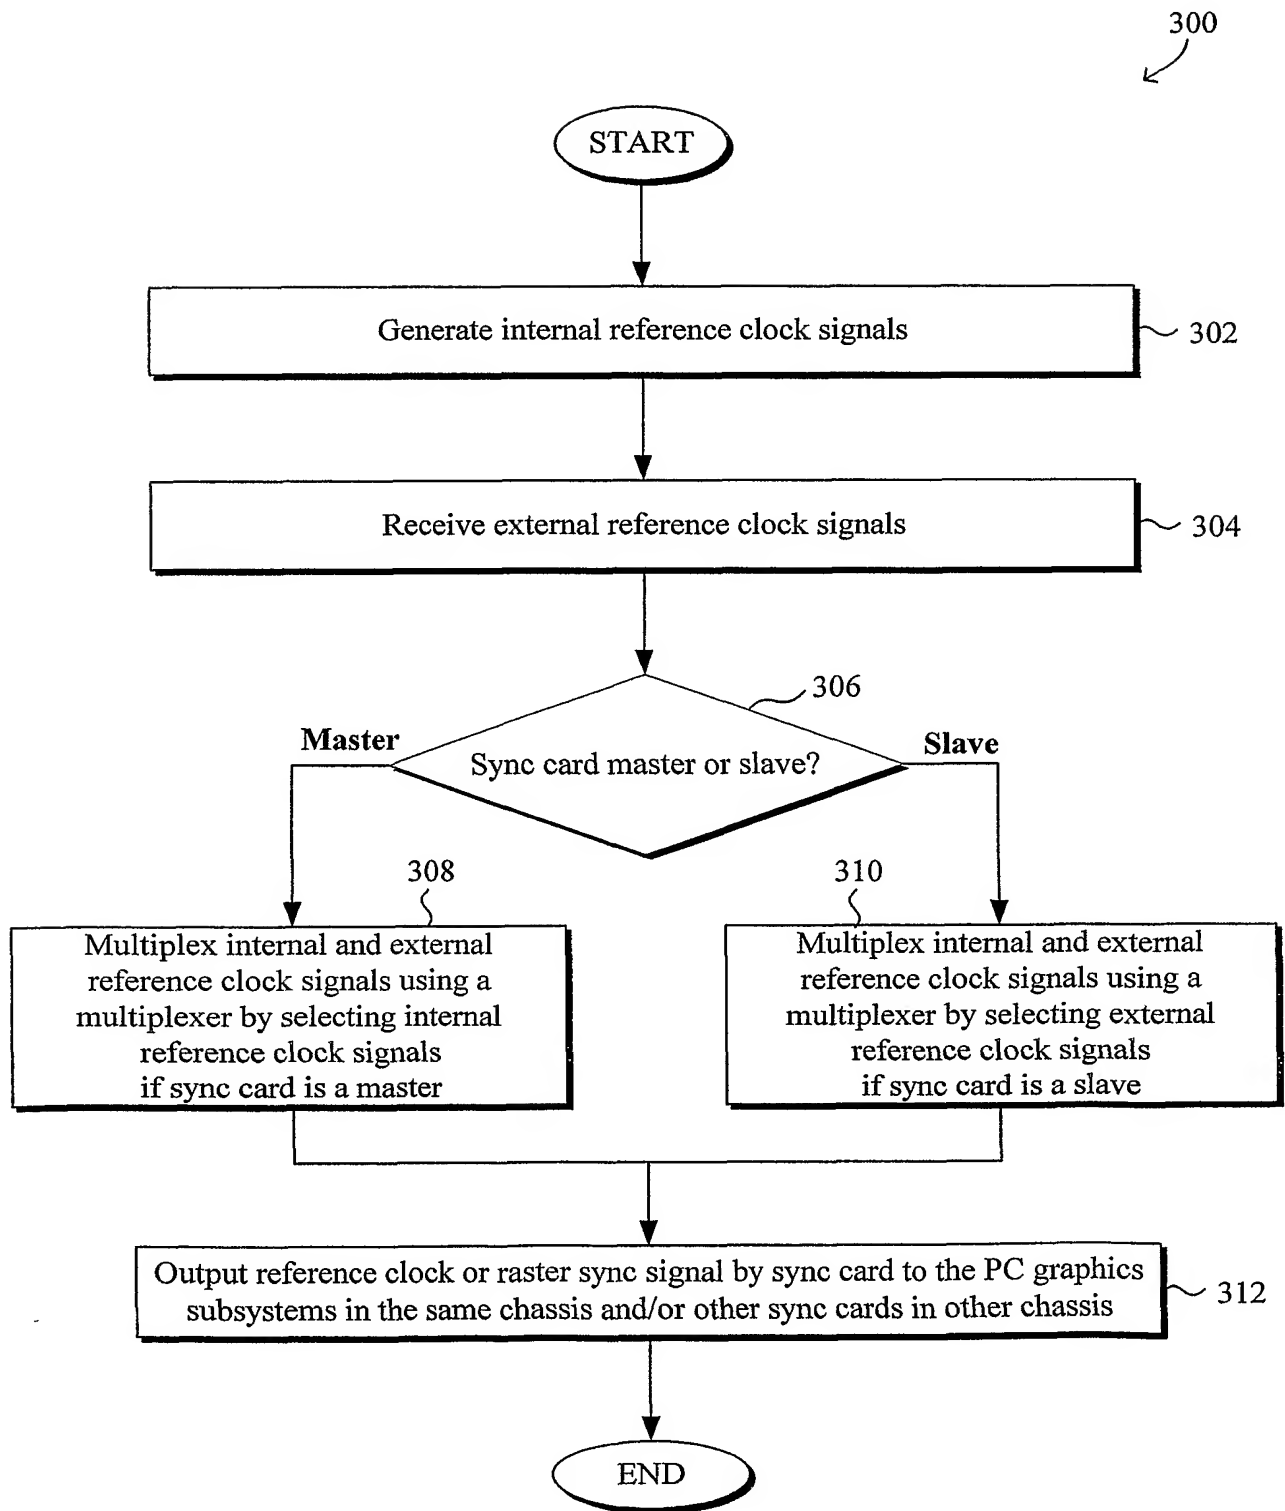 300
START
Generate internal reference clock signals
302
Receive external reference clock signals
304
306
Master
Sync card master or slave?
Slave
308
Multiplex internal and external
reference clock signals using a
multiplexer by selecting internal
reference clock signals
if sync card is a master
310
Multiplex internal and external
reference clock signals using a
multiplexer by selecting external
reference clock signals
if sync card is a slave
Output reference clock or raster sync signal by sync card to the PC graphics
subsystems in the same chassis and/or other sync cards in other chassis
312
END